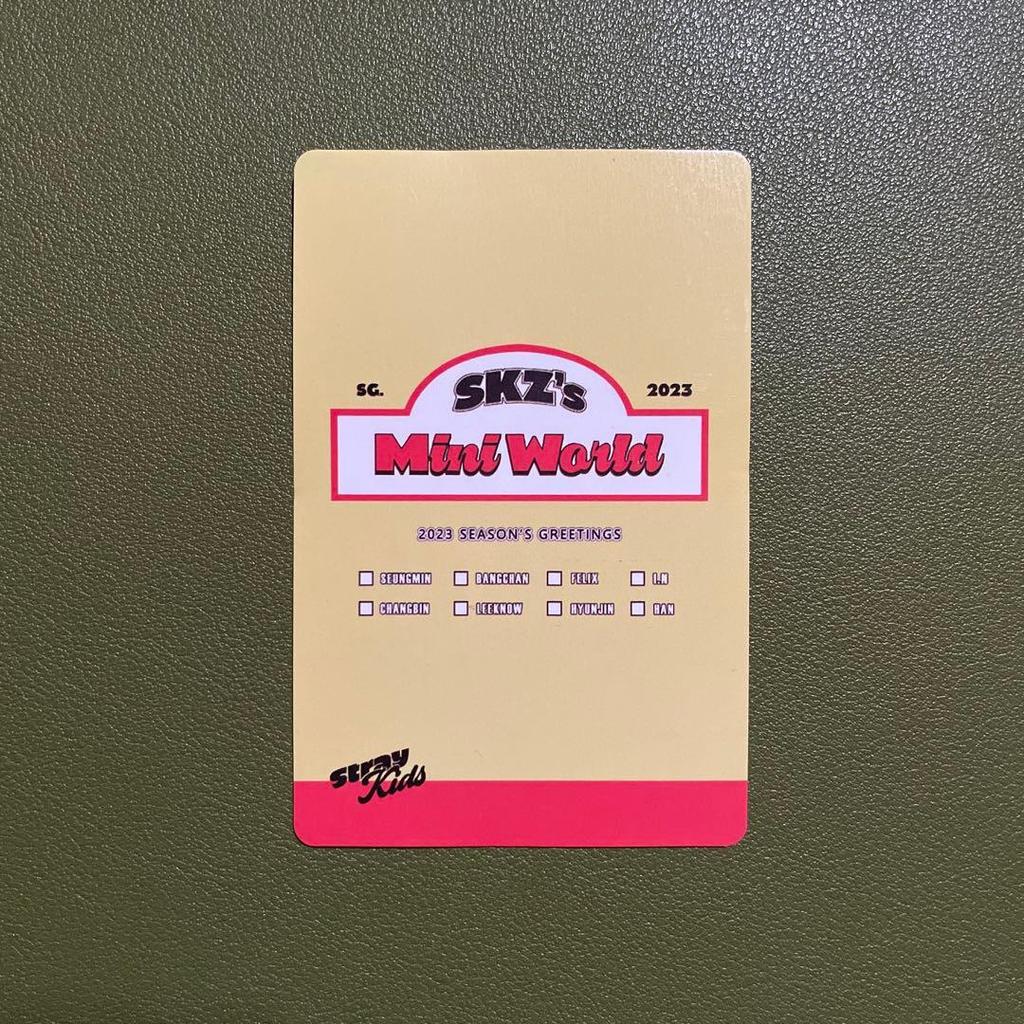 SKZ's
SG. 2023
Mini World
2023 SEASON'S GREETINGS
SEUNGMIN BANGCHAN FELIX I.N
CHANGBIN LEEKNOW HYUNJIN HAN
Stray
Kids